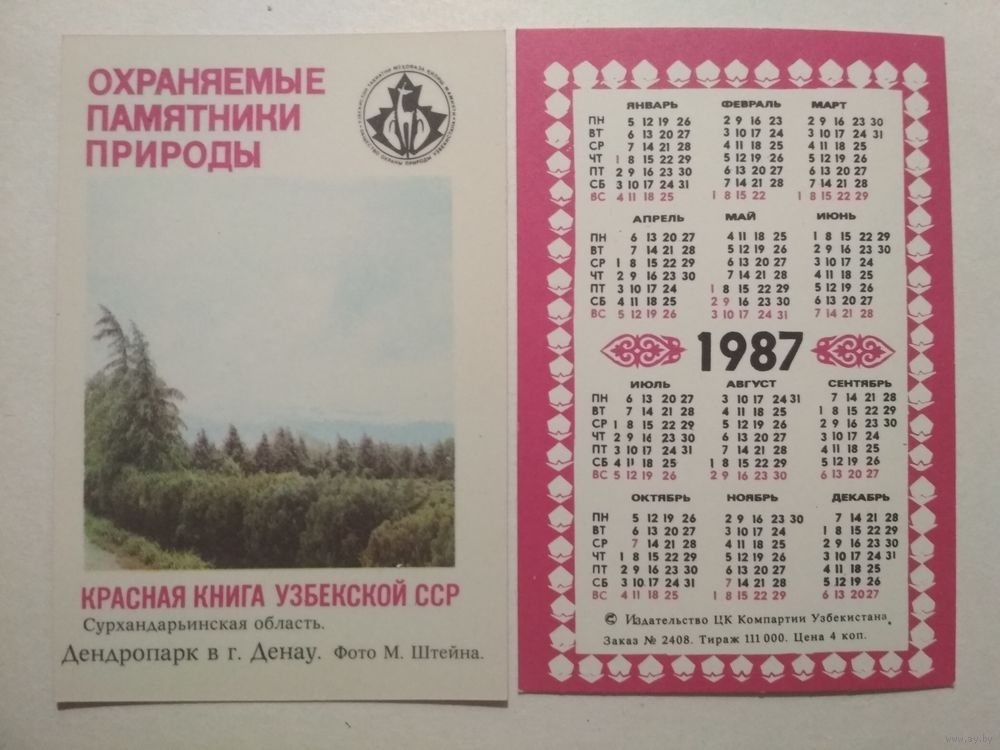 ОХРАНЯЕМЫЕ
ПАМЯТНИКИ
ПРИРОДЫ
КРАСНАЯ КНИГА УЗБЕКСКОЙ ССР
Сурхандарьинская область.
Дендропарк в г. Денау. Фото М. Штейна.
ЯНВАРЬ ФЕВРАЛЬ МАРТ
ПН 5 12 19 26 2 9 16 23 2 9 16 23 30
ВТ 6 13 20 27 3 10 17 24 3 10 17 24 31
СР 7 14 21 28 4 11 18 25 4 11 18 25
ЧТ 1 8 15 22 29 5 12 19 26 5 12 19 26
ПТ 2 9 16 23 30 6 13 20 27 6 13 20 27
СБ 3 10 17 24 31 7 14 21 28 7 14 21 28
ВС 4 11 18 25 1 8 15 22 1 8 15 22 29
АПРЕЛЬ МАЙ ИЮНЬ
ПН 6 13 20 27 4 11 18 25 1 8 15 22 29
ВТ 7 14 21 28 5 12 19 26 2 9 16 23 30
СР 1 8 15 22 29 6 13 20 27 3 10 17 24
ЧТ 2 9 16 23 30 7 14 21 28 4 11 18 25
ПТ 3 10 17 24 1 8 15 22 29 5 12 19 26
СБ 4 11 18 25 2 9 16 23 30 6 13 20 27
ВС 5 12 19 26 3 10 17 24 31 7 14 21 28
1987
ИЮЛЬ АВГУСТ СЕНТЯБРЬ
ПН 6 13 20 27 3 10 17 24 31 7 14 21 28
ВТ 7 14 21 28 4 11 18 25 1 8 15 22 29
СР 1 8 15 22 29 5 12 19 26 2 9 16 23 30
ЧТ 2 9 16 23 30 6 13 20 27 3 10 17 24
ПТ 3 10 17 24 31 7 14 21 28 4 11 18 25
СБ 4 11 18 25 1 8 15 22 29 5 12 19 26
ВС 5 12 19 26 2 9 16 23 30 6 13 20 27
ОКТЯБРЬ НОЯБРЬ ДЕКАБРЬ
ПН 5 12 19 26 2 9 16 23 30 7 14 21 28
ВТ 6 13 20 27 3 10 17 24 1 8 15 22 29
СР 7 14 21 28 4 11 18 25 2 9 16 23 30
ЧТ 1 8 15 22 29 5 12 19 26 3 10 17 24 31
ПТ 2 9 16 23 30 6 13 20 27 4 11 18 25
СБ 3 10 17 24 31 7 14 21 28 5 12 19 26
ВС 4 11 18 25 1 8 15 22 29 6 13 20 27
© Издательство ЦК Компартии Узбекистана,
Заказ № 2408. Тираж 111 000. Цена 4 коп.
www.ay.by